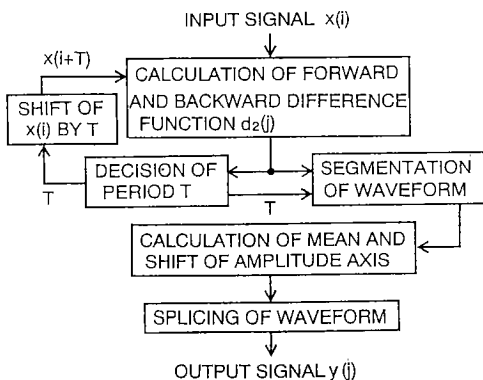 INPUT SIGNAL x(i)
x(i+T)
CALCULATION OF FORWARD
AND BACKWARD DIFFERENCE
FUNCTION d₂(j)
SHIFT OF
x(i) BY T
DECISION OF
PERIOD T
SEGMENTATION
OF WAVEFORM
T
T
CALCULATION OF MEAN AND
SHIFT OF AMPLITUDE AXIS
SPLICING OF WAVEFORM
OUTPUT SIGNAL y(j)